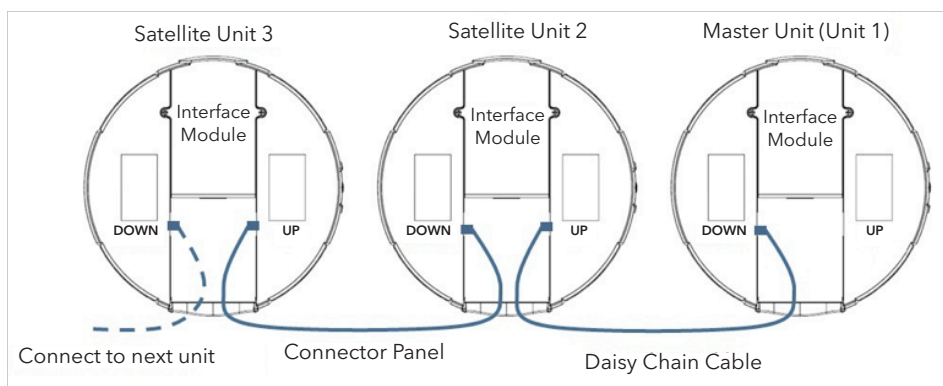 Satellite Unit 3
Satellite Unit 2
Master Unit (Unit 1)
Interface
Module
Interface
Module
Interface
Module
DOWN
UP
DOWN
UP
DOWN
UP
Connect to next unit
Connector Panel
Daisy Chain Cable